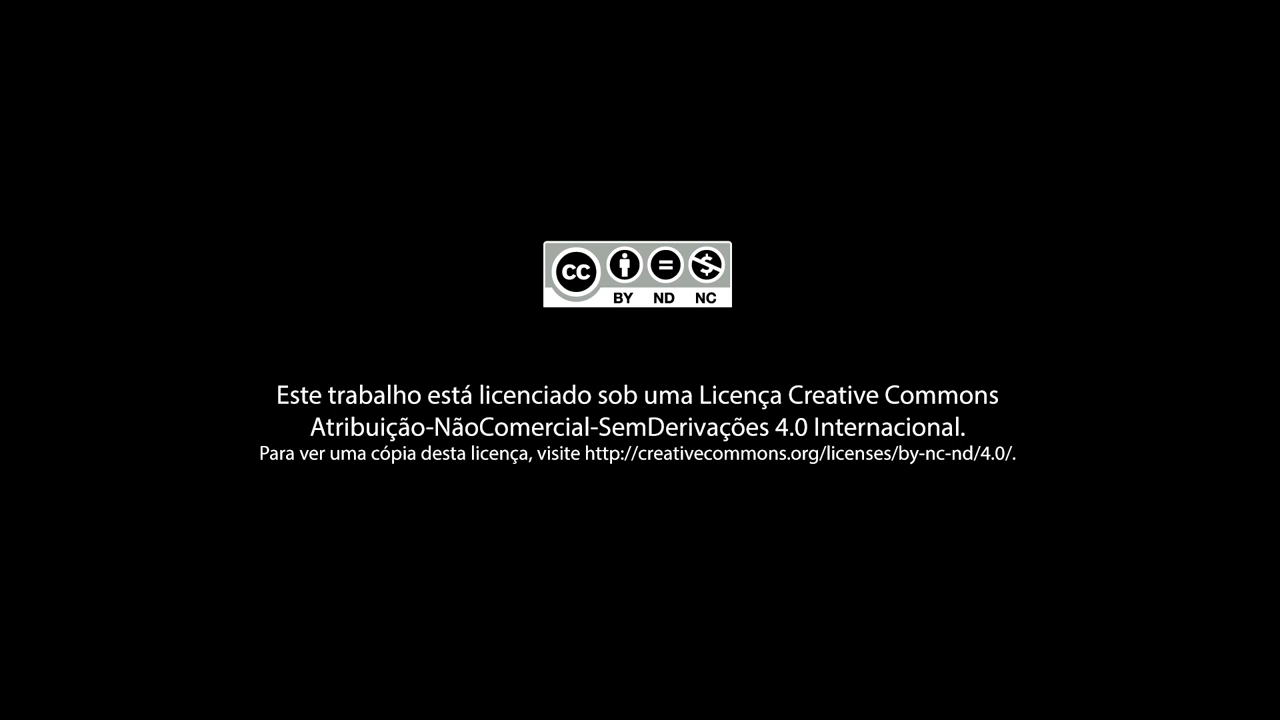 cc
BY ND NC
Este trabalho está licenciado sob uma Licença Creative Commons
Atribuição-NãoComercial-SemDerivações 4.0 Internacional.
Para ver uma cópia desta licença, visite http://creativecommons.org/licenses/by-nc-nd/4.0/.